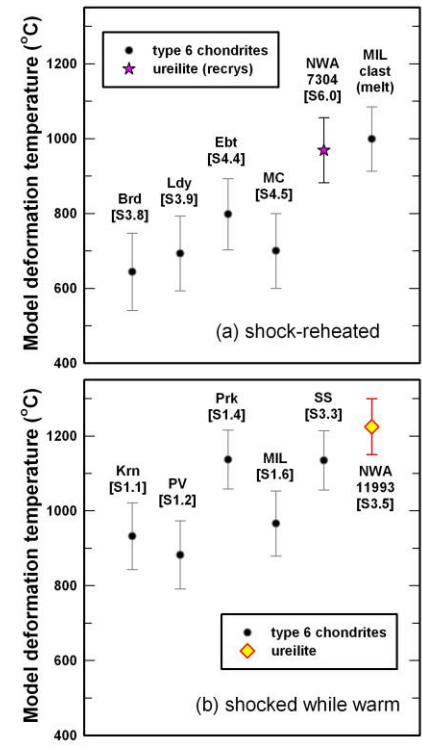 Model deformation temperature (°C)
1200
1000
800
600
400
type 6 chondrites
ureilite (recrys)
Brd
[S3.8]
Ldy
[S3.9]
Ebt
[S4.4]
MC
[S4.5]
NWA
7304
[S6.0]
MIL
clast
(melt)
(a) shock-reheated
Model deformation temperature (°C)
1200
1000
800
600
400
Krn
[S1.1]
PV
[S1.2]
Prk
[S1.4]
MIL
[S1.6]
SS
[S3.3]
NWA
11993
[S3.5]
type 6 chondrites
ureilite
(b) shocked while warm